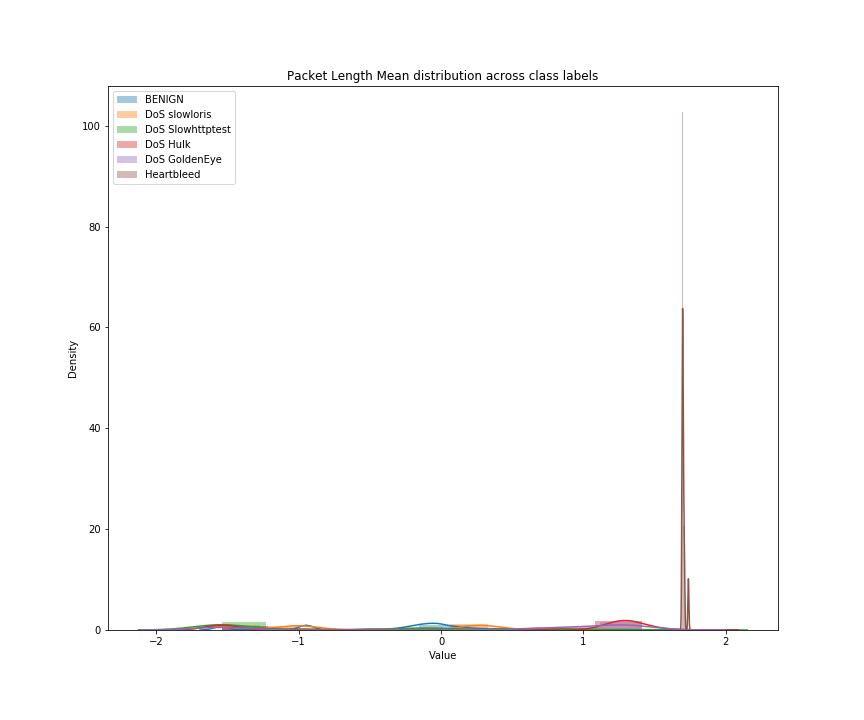 Packet Length Mean distribution across class labels
BENIGN
DoS slowloris
DoS Slowhttptest
DoS Hulk
DoS GoldenEye
Heartbleed
100
80
60
40
20
0
Density
−2
−1
0
1
2
Value